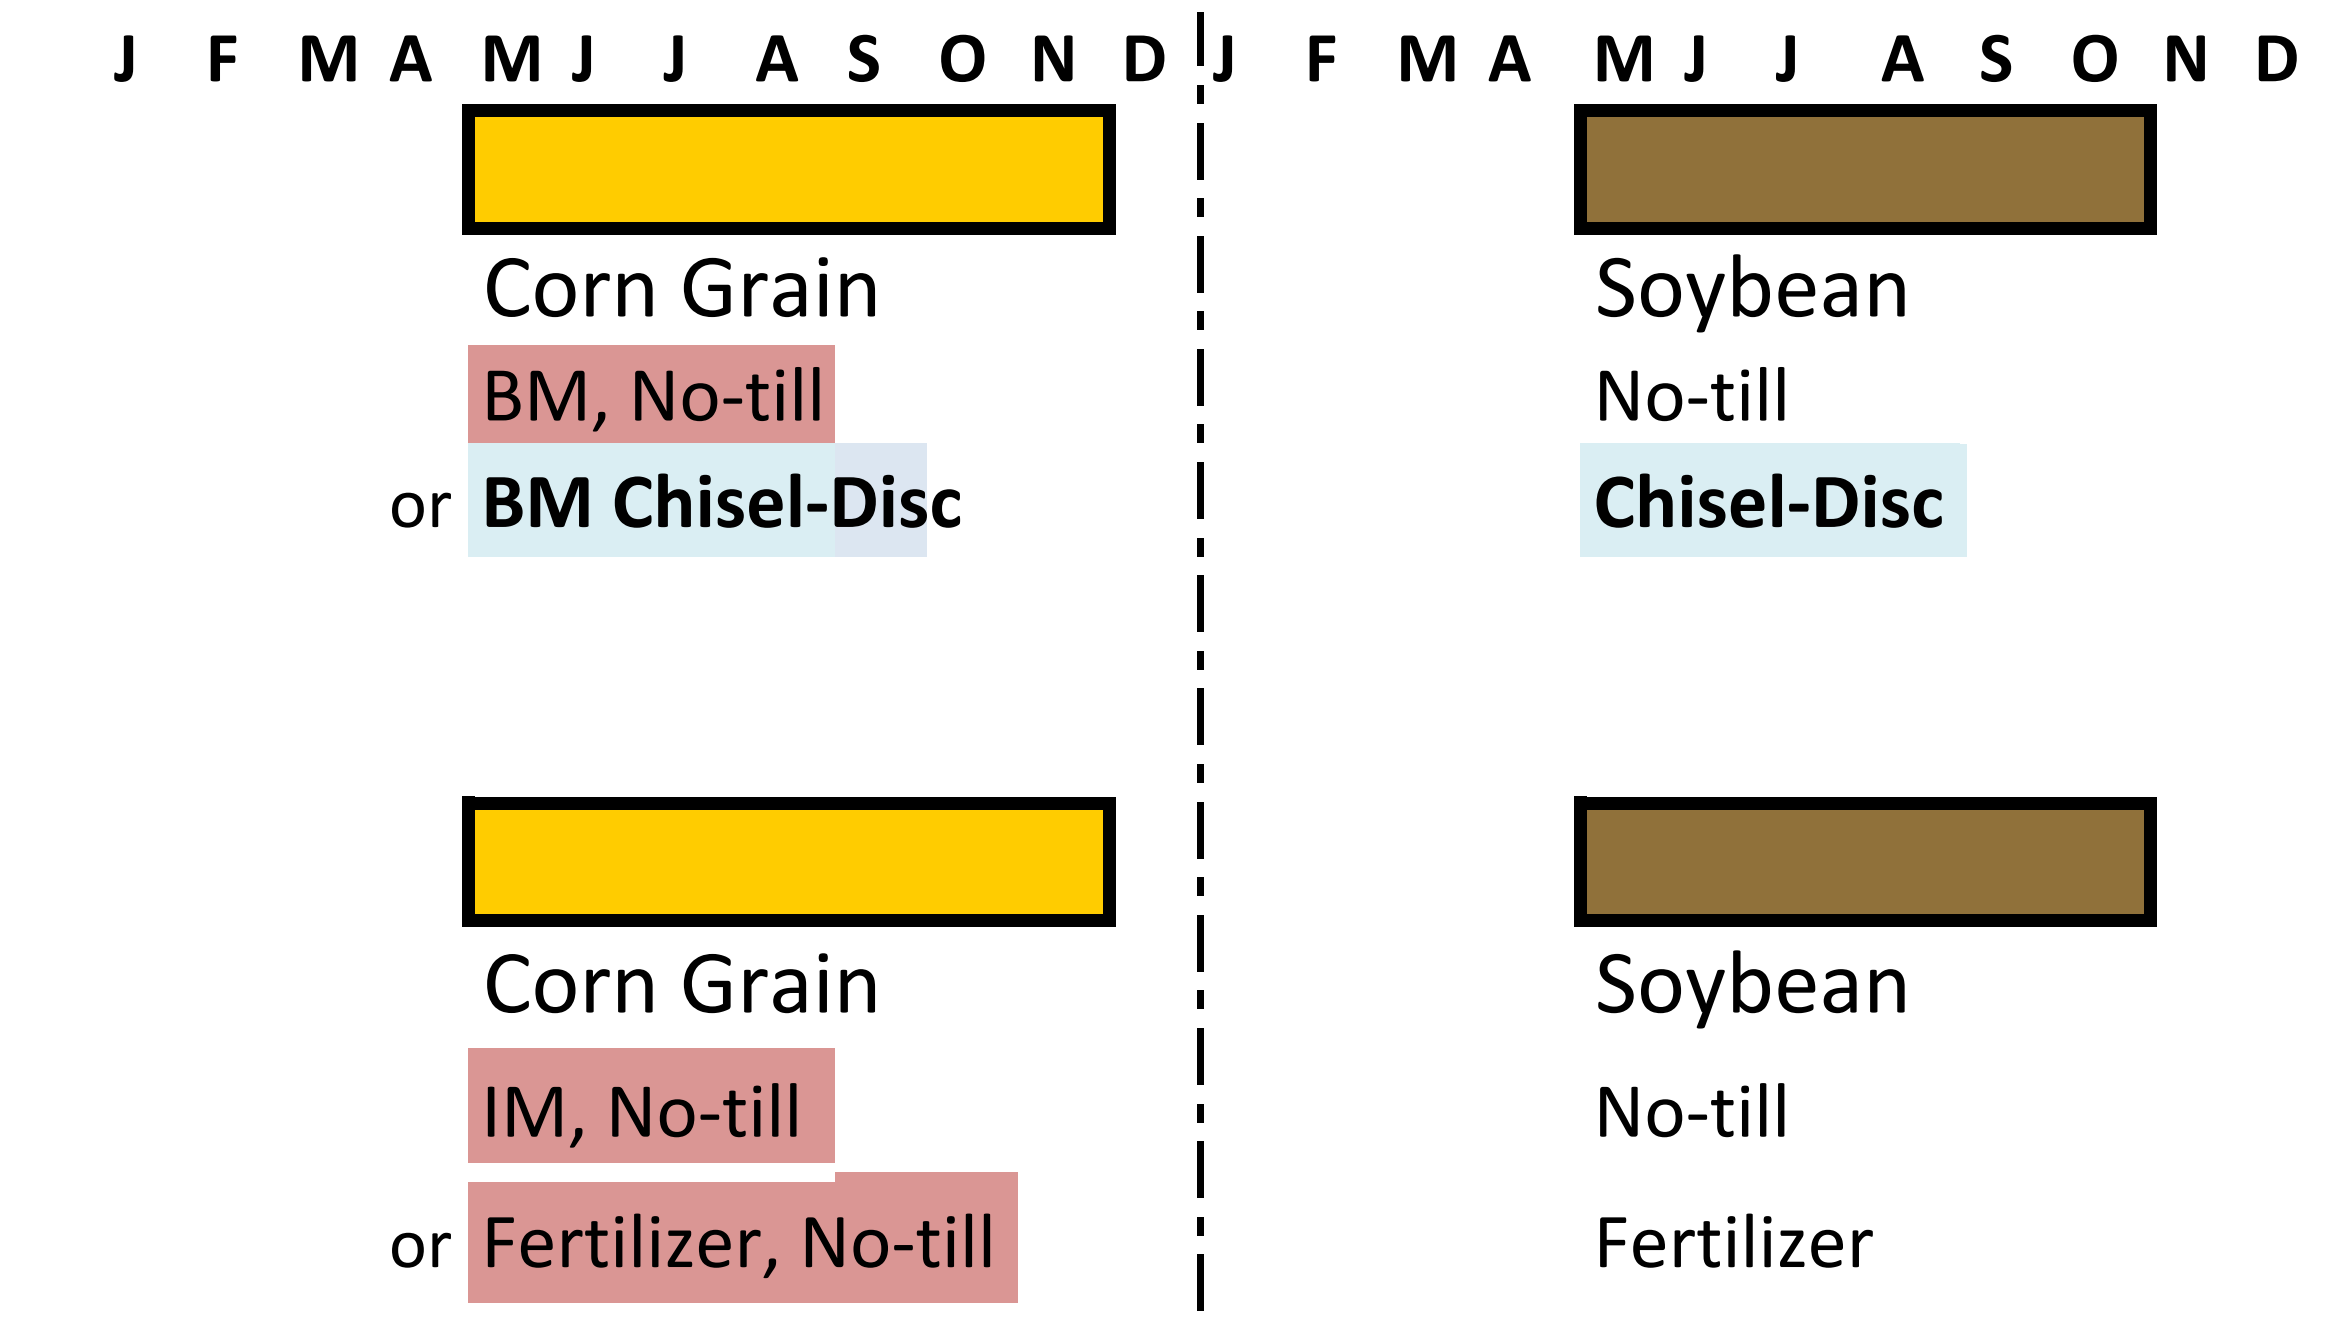 J F M A M J J A S O N D J F M A M J J A S O N D
Corn Grain Soybean
BM, No-till No-till
or BM Chisel-Disc Chisel-Disc
Corn Grain Soybean
IM, No-till No-till
or Fertilizer, No-till Fertilizer